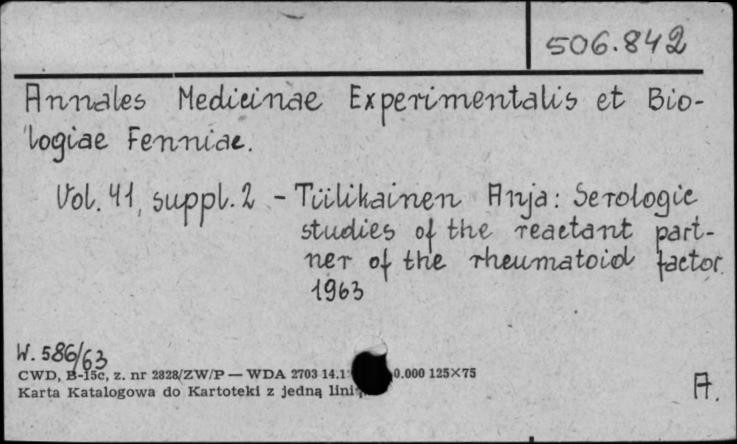 506.842
Annales Medicinae Experimentalis et Bio-
logiae Fenniae.
Vol. 41, suppl. 2 - Tiilikainen Anja: Serologic
studies of the reactant part-
ner of the rheumatoid factor
1963
W. 586/63
CWD, B-15c, z. nr 2828/ZW/P — WDA 2703 14.1 0.000 125×75
Karta Katalogowa do Kartoteki z jedną
A.